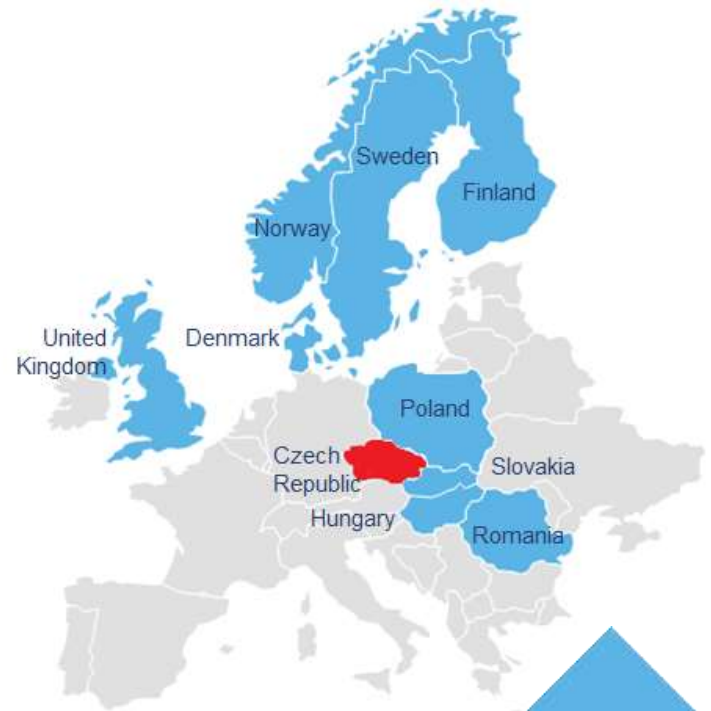 Sweden
Finland
Norway
United
Kingdom
Denmark
Poland
Czech
Republic
Slovakia
Hungary
Romania